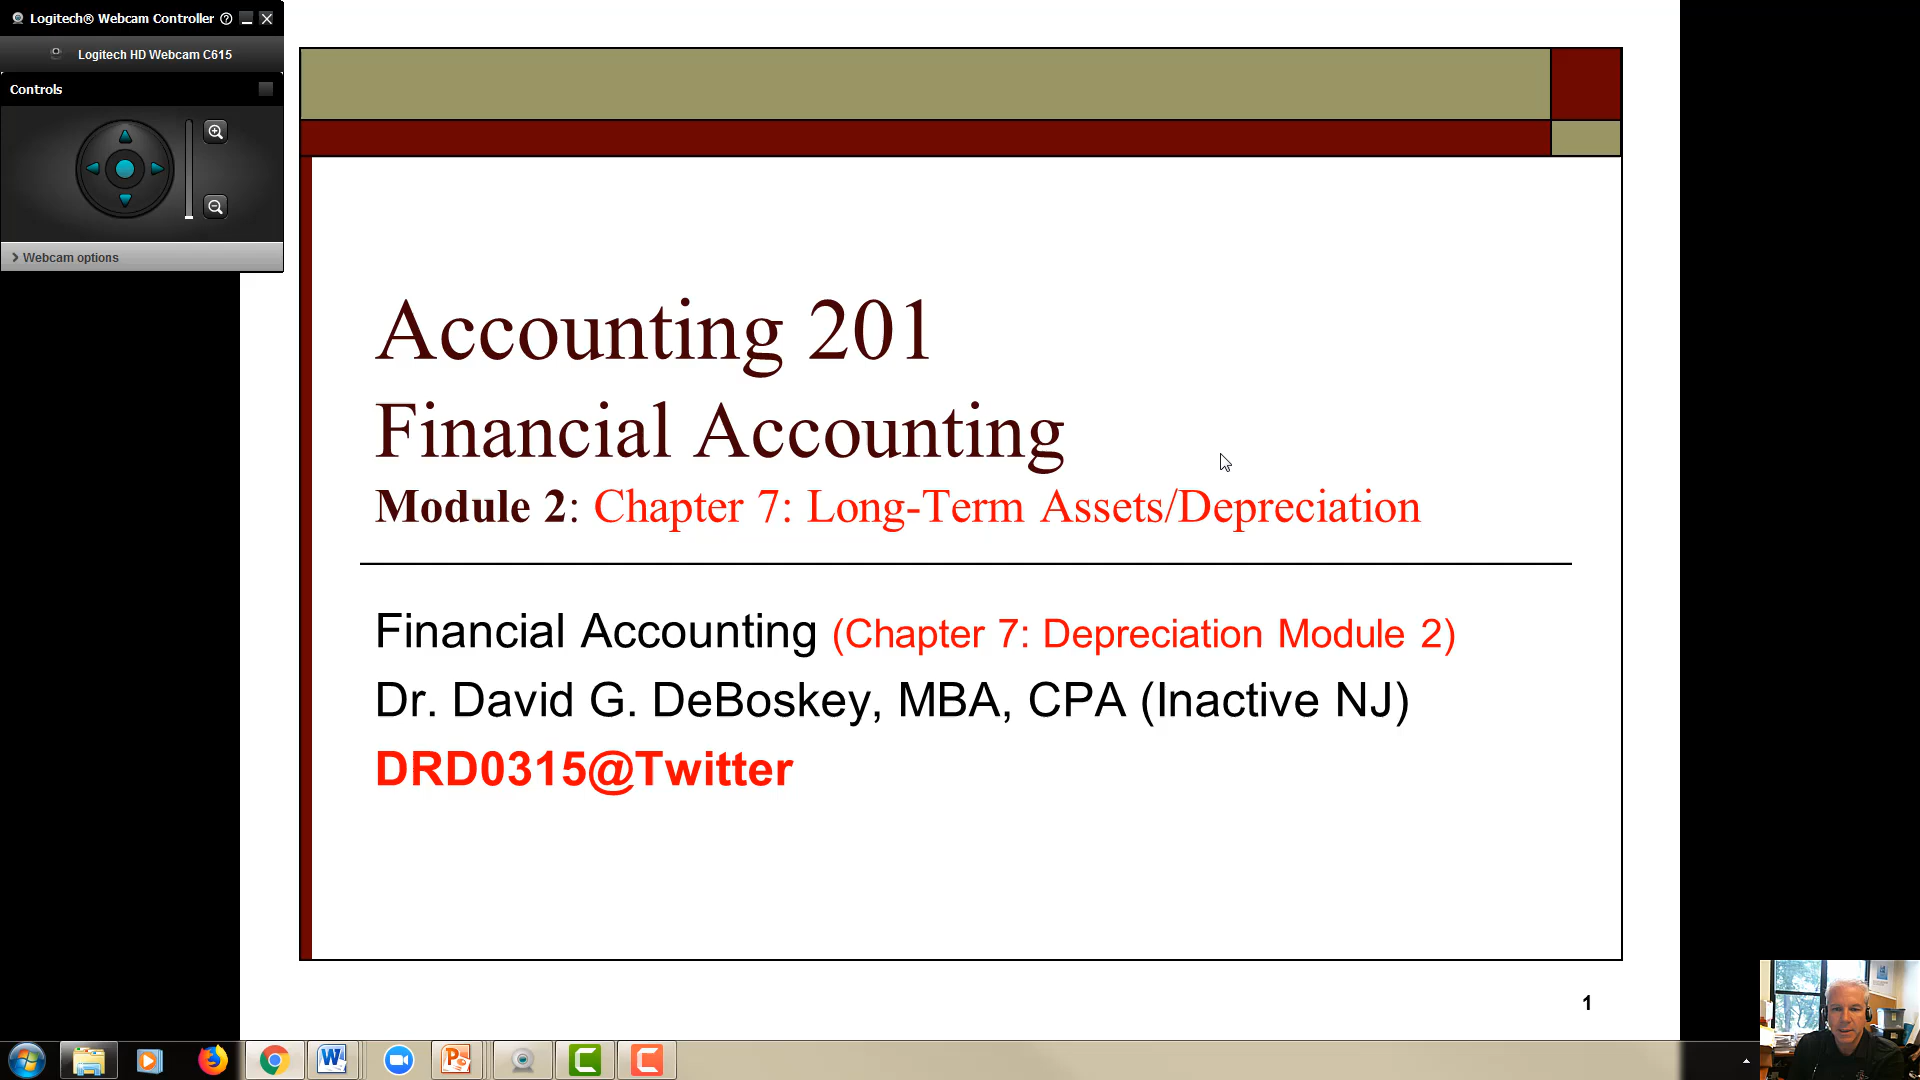 Logitech® Webcam Controller
Logitech HD Webcam C615
Controls
Webcam options
Accounting 201
Financial Accounting
Module 2: Chapter 7: Long-Term Assets/Depreciation
Financial Accounting (Chapter 7: Depreciation Module 2)
Dr. David G. DeBoskey, MBA, CPA (Inactive NJ)
DRD0315@Twitter
1